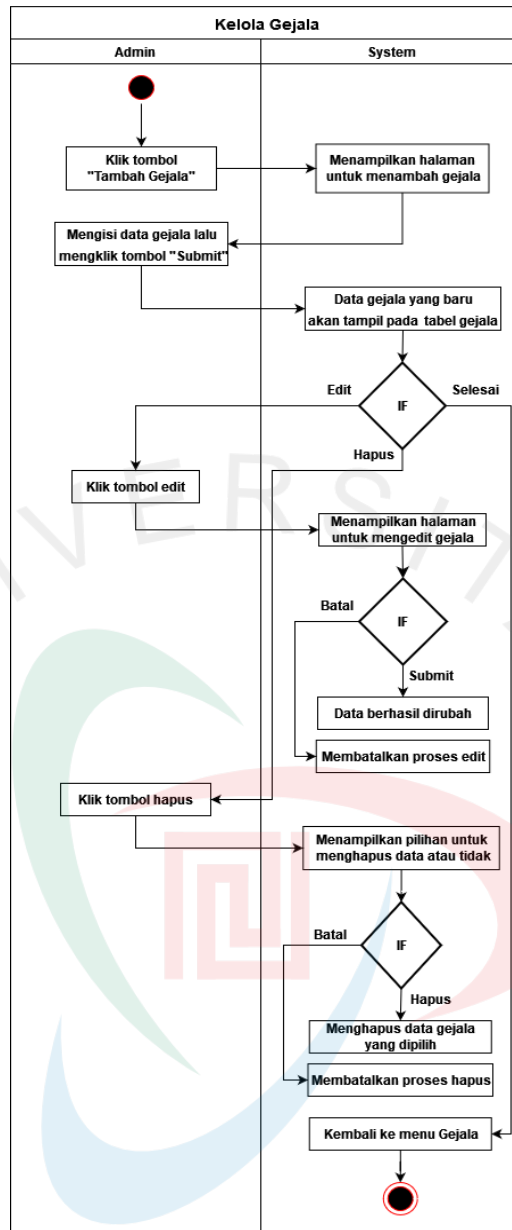 Kelola Gejala
Admin
System
Klik tombol
"Tambah Gejala"
Menampilkan halaman
untuk menambah gejala
Mengisi data gejala lalu
mengklik tombol "Submit"
Data gejala yang baru
akan tampil pada tabel gejala
Edit
IF
Selesai
Hapus
Klik tombol edit
Menampilkan halaman
untuk mengedit gejala
Batal
IF
Submit
Data berhasil dirubah
Membatalkan proses edit
Klik tombol hapus
Menampilkan pilihan untuk
menghapus data atau tidak
Batal
IF
Hapus
Menghapus data gejala
yang dipilih
Membatalkan proses hapus
Kembali ke menu Gejala